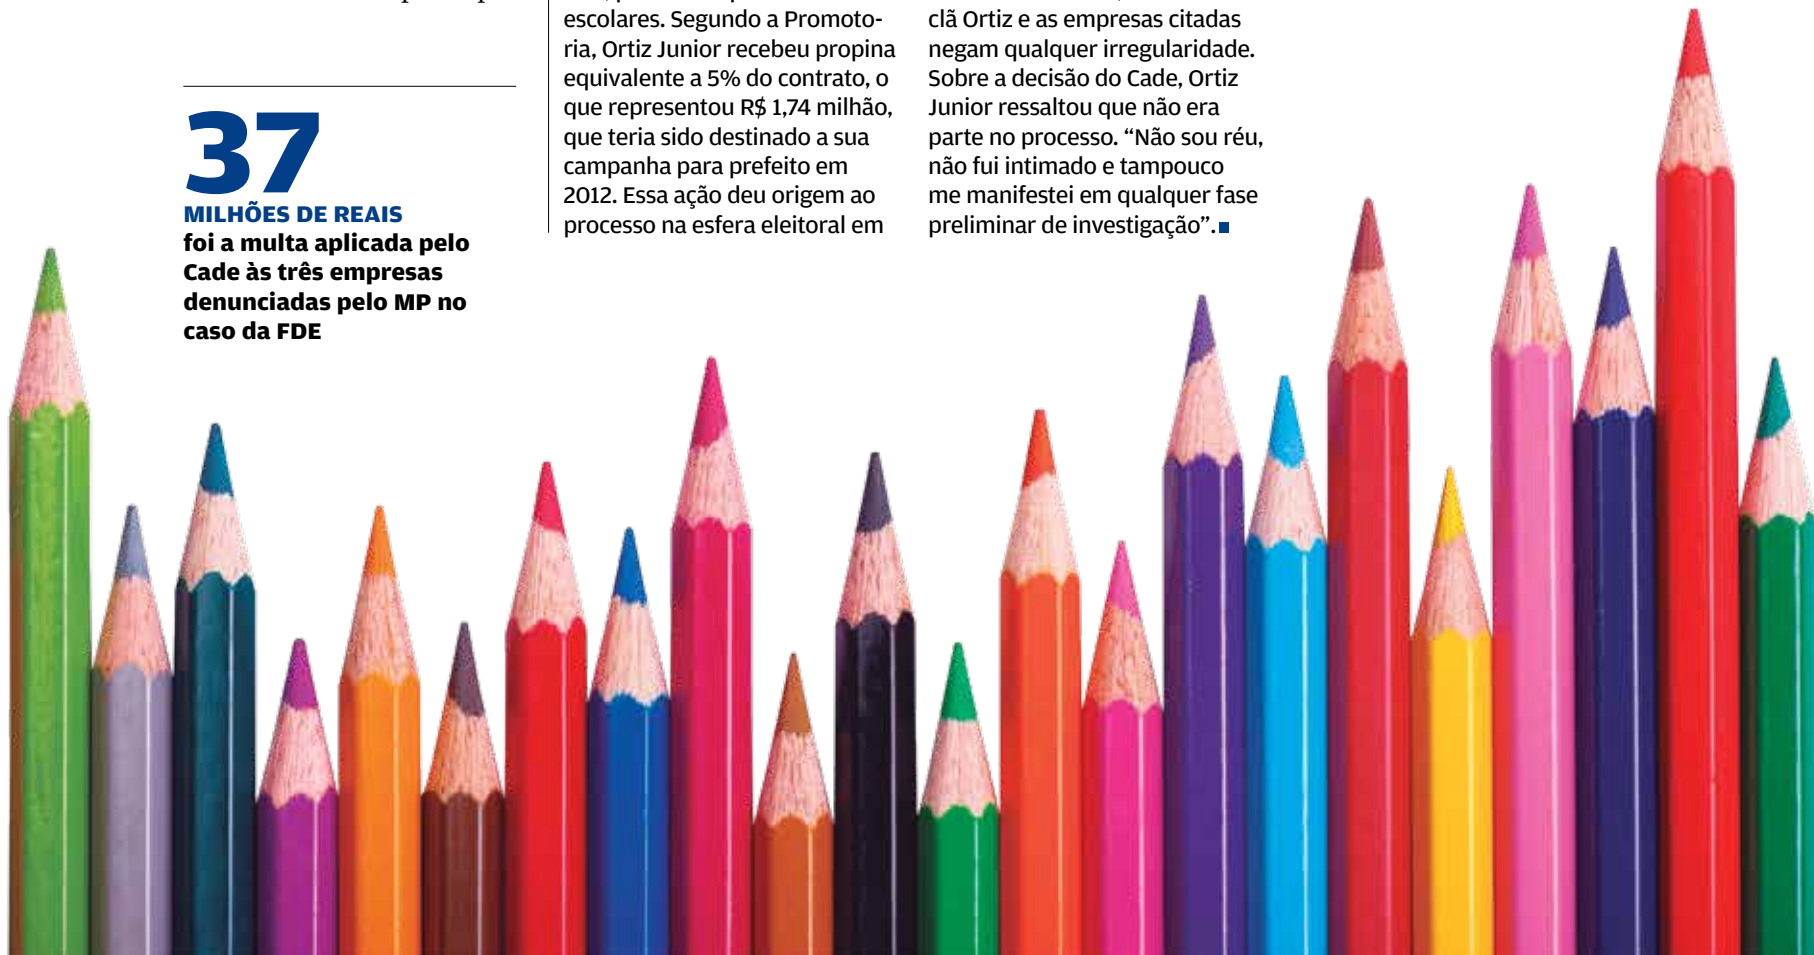 37
MILHÕES DE REAIS
foi a multa aplicada pelo
Cade às três empresas
denunciadas pelo MP no
caso da FDE
escolares. Segundo a Promoto-
ria, Ortiz Junior recebeu propina
equivalente a 5% do contrato, o
que representou R$ 1,74 milhão,
que teria sido destinado a sua
campanha para prefeito em
2012. Essa ação deu origem ao
processo na esfera eleitoral em
clã Ortiz e as empresas citadas
negam qualquer irregularidade.
Sobre a decisão do Cade, Ortiz
Junior ressaltou que não era
parte no processo. “Não sou réu,
não fui intimado e tampouco
me manifestei em qualquer fase
preliminar de investigação”.